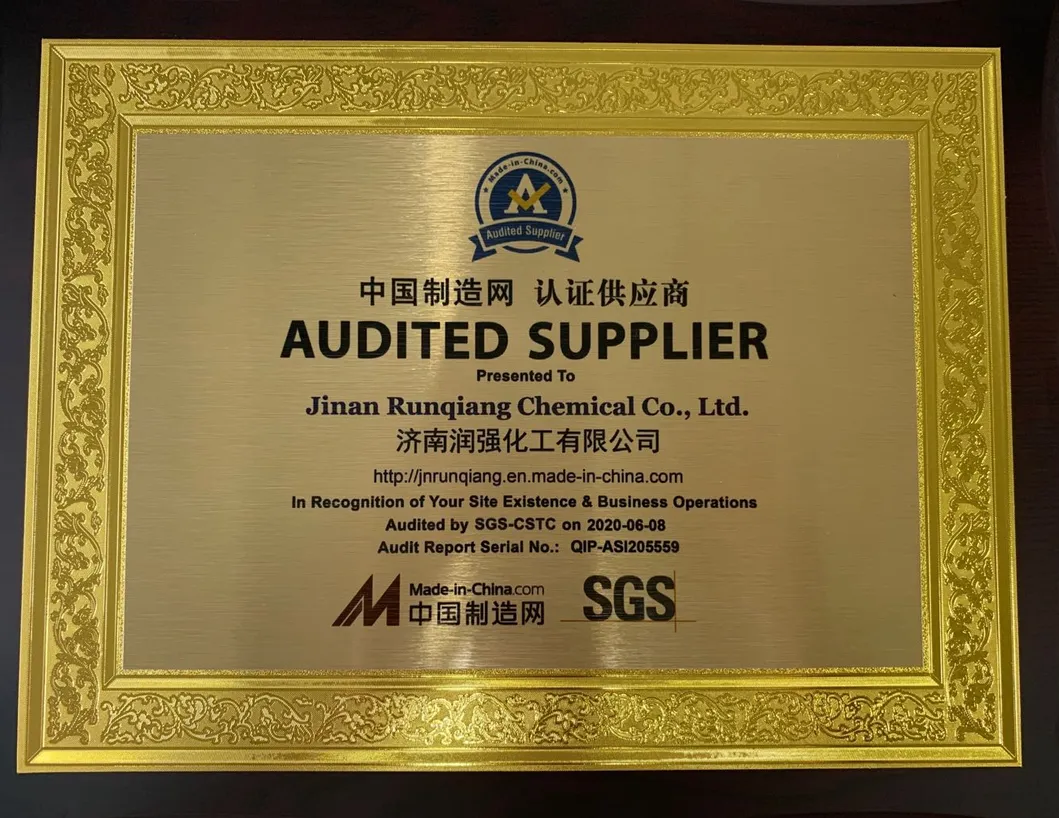 Made-in-China.com
A
Audited Supplier
中国制造网 认证供应商
AUDITED SUPPLIER
Presented To
Jinan Runqiang Chemical Co., Ltd.
济南润强化工有限公司
http://jnrunqiang.en.made-in-china.com
In Recognition of Your Site Existence & Business Operations
Audited by SGS-CSTC on 2020-06-08
Audit Report Serial No.: QIP-ASI205559
Made-in-China.com
中国制造网
SGS